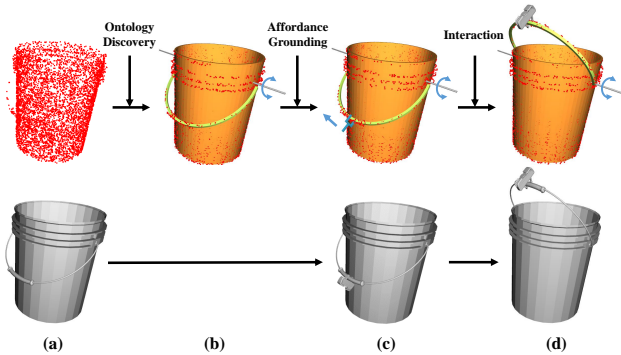 Ontology
Discovery
Affordance
Grounding
Interaction
(a)
(b)
(c)
(d)